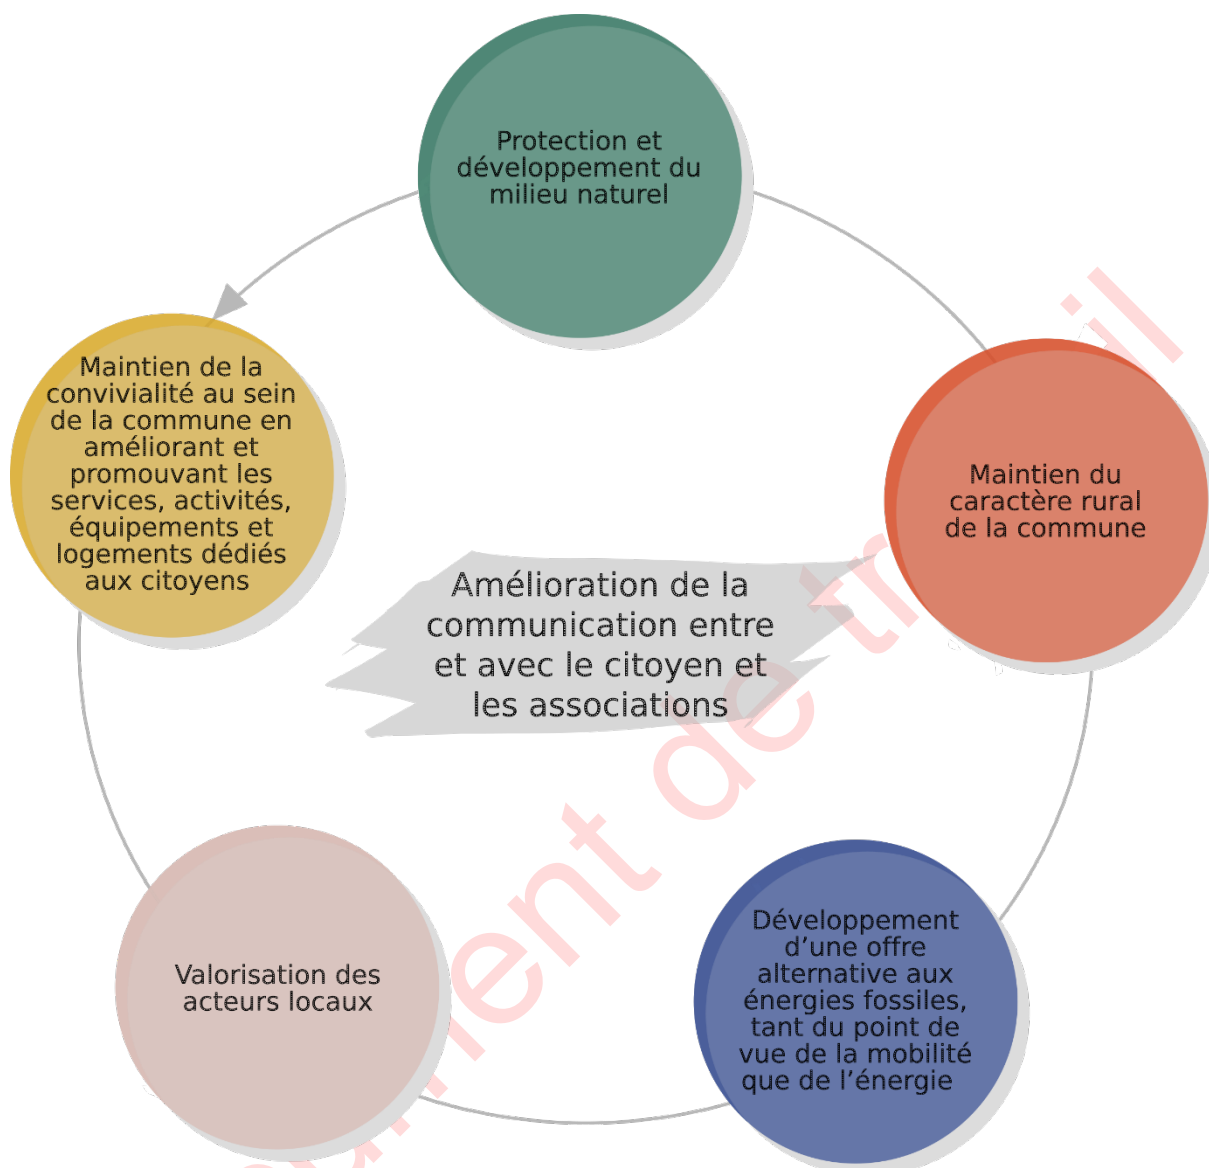 Protection et
développement du
milieu naturel
Maintien de la
convivialité au sein
de la commune en
améliorant et
promouvant les
services, activités,
équipements et
logements dédiés
aux citoyens
Maintien du
caractère rural
de la commune
Amélioration de la
communication entre
et avec le citoyen et
les associations
Valorisation des
acteurs locaux
Développement
d’une offre
alternative aux
énergies fossiles,
tant du point de
vue de la mobilité
que de l’énergie